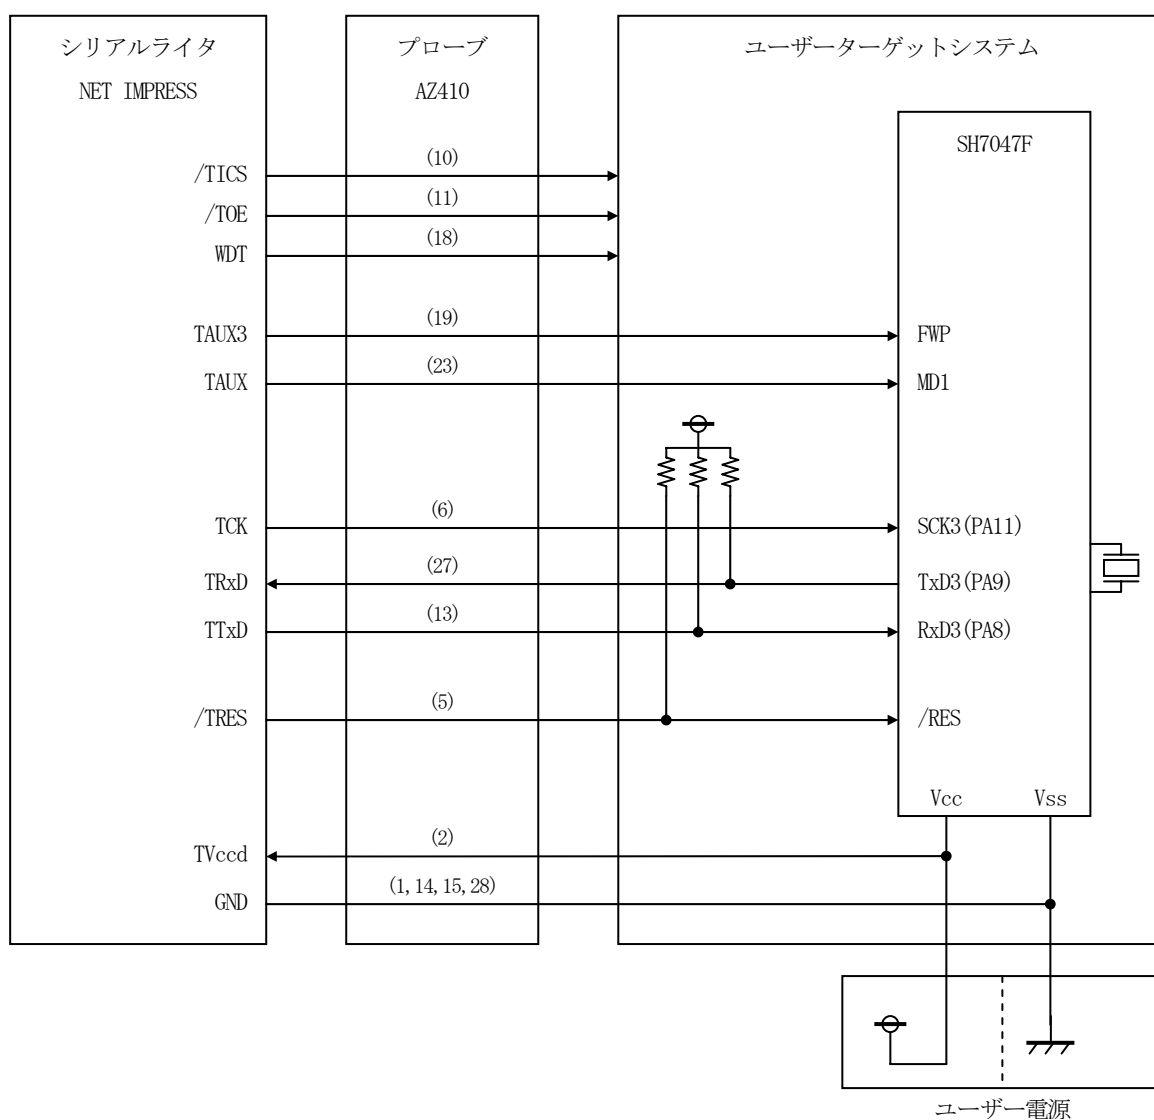 シリアルライタ
NET IMPRESS
プローブ
AZ410
ユーザーターゲットシステム
SH7047F
/TICS
(10)
/TOE
(11)
WDT
(18)
TAUX3
(19)
FWP
TAUX
(23)
MD1
TCK
(6)
SCK3(PA11)
TRxD
(27)
TxD3(PA9)
TTxD
(13)
RxD3(PA8)
/TRES
(5)
/RES
Vcc
Vss
TVccd
(2)
GND
(1,14,15,28)
ユーザー電源